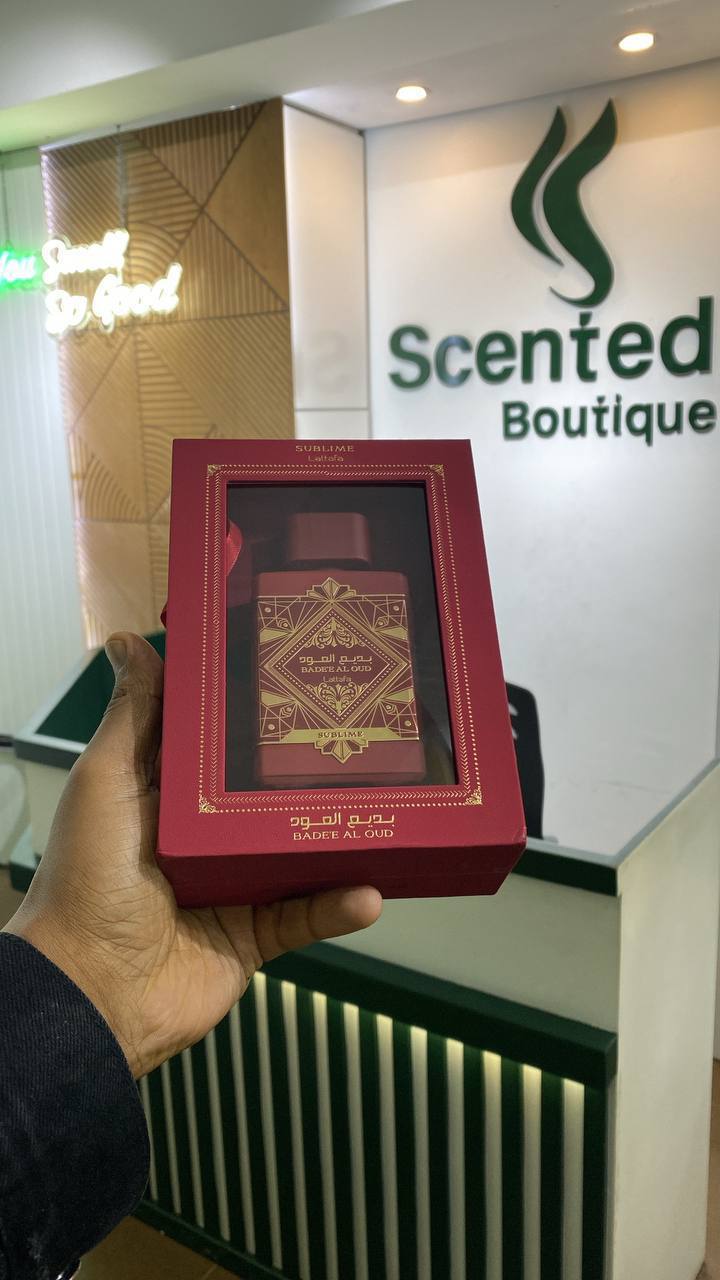 You Smell
So Good
Scented
Boutique
SUBLIME
Lattafa
بديع العود
BADE'E AL OUD
Lattafa
SUBLIME
بديع العود
BADE'E AL OUD